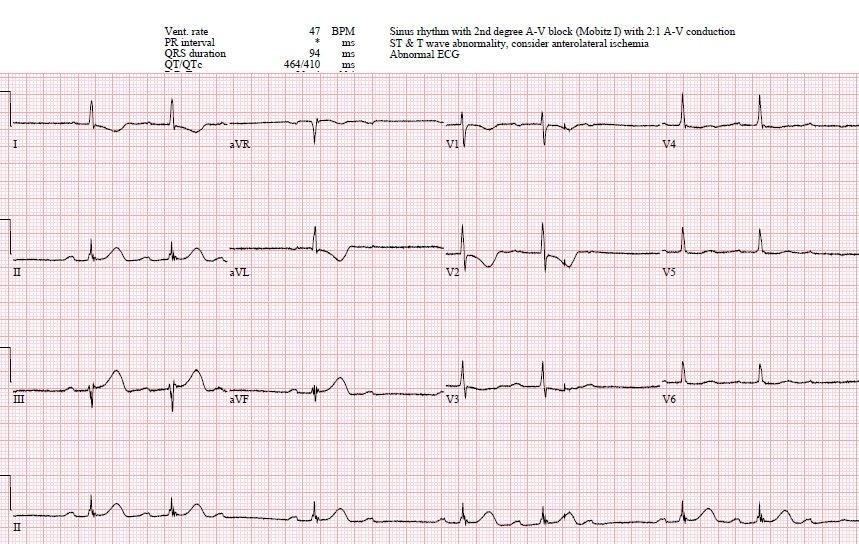 Vent. rate 47 BPM
PR interval * ms
QRS duration 94 ms
QT/QTc 464/410 ms
Sinus rhythm with 2nd degree A-V block (Mobitz I) with 2:1 A-V conduction
ST & T wave abnormality, consider anterolateral ischemia
Abnormal ECG
I aVR V1 V4
II aVL V2 V5
III aVF V3 V6
II